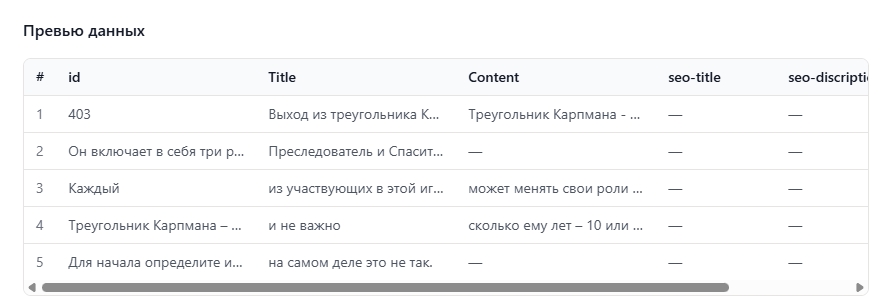 Превью данных
# id Title Content seo-title seo-discriptio
1 403 Выход из треугольника К... Треугольник Карпмана - ... — —
2 Он включает в себя три р... Преследователь и Спасит... — — —
3 Каждый из участвующих в этой иг... может менять свои роли ... — —
4 Треугольник Карпмана – ... и не важно сколько ему лет – 10 или ... — —
5 Для начала определите и... на самом деле это не так. — — —